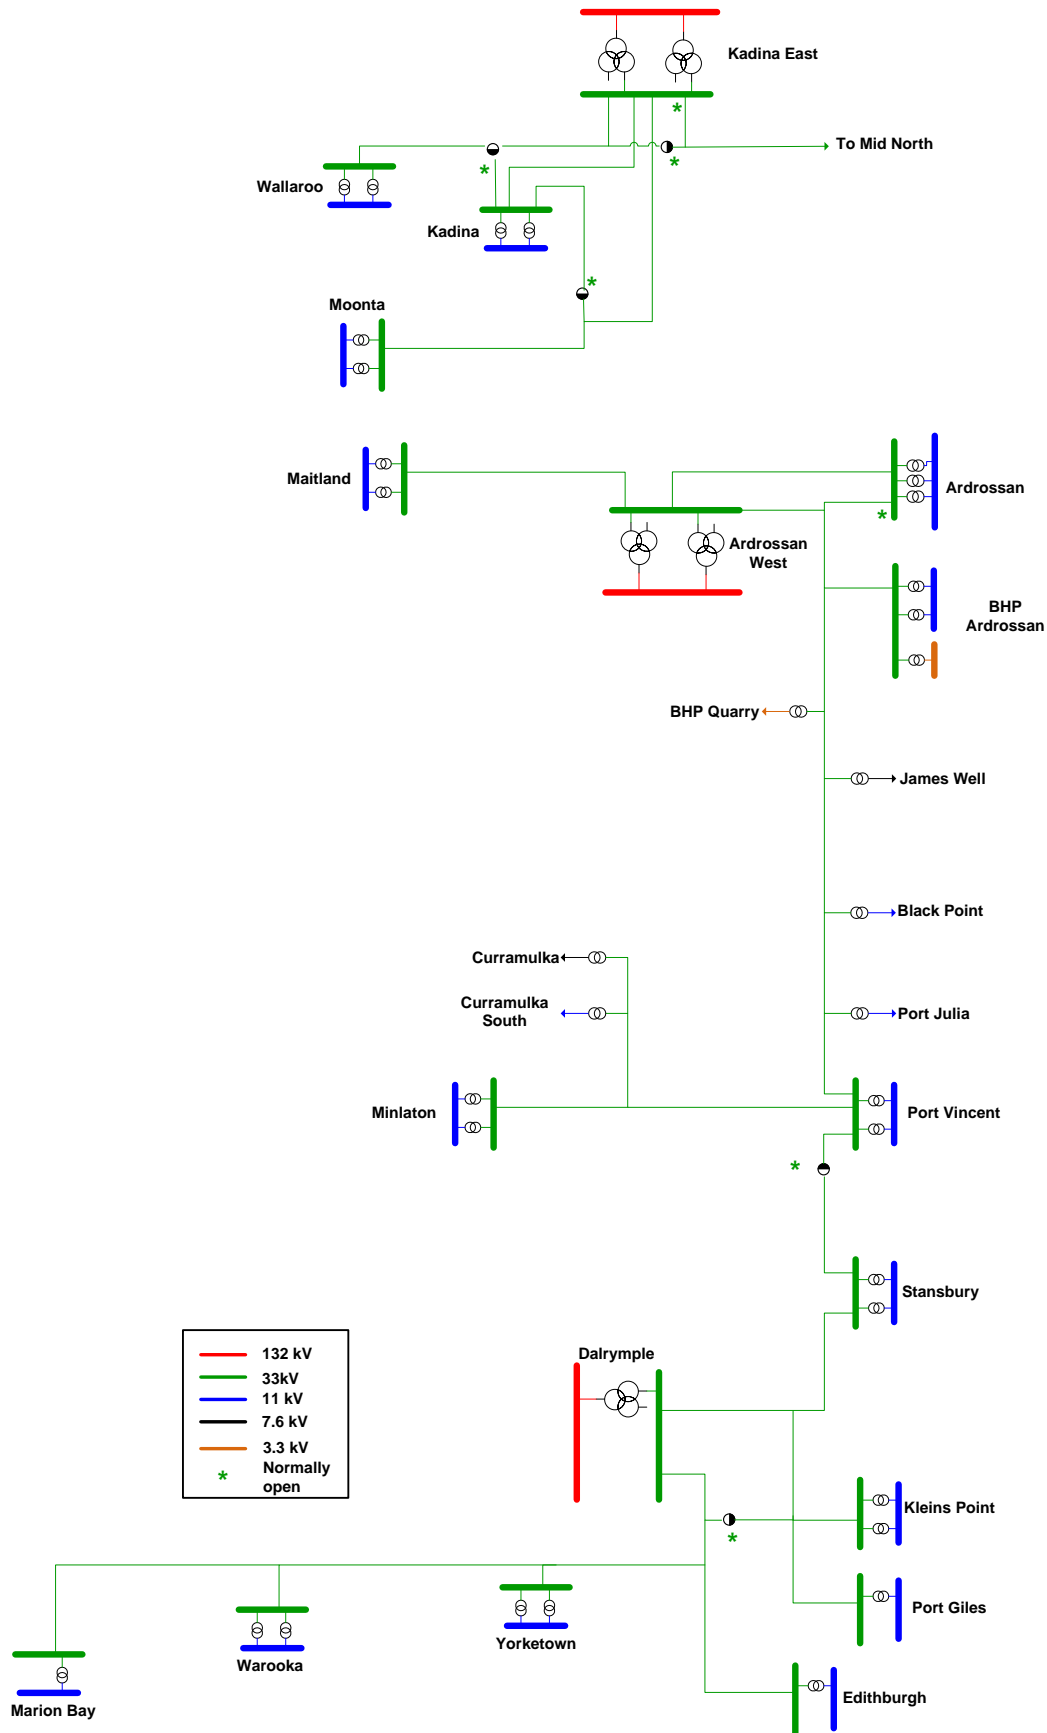 Kadina East
*
To Mid North
*
*
Wallaroo
Kadina
*
Moonta
Maitland
Ardrossan
*
Ardrossan
West
BHP
Ardrossan
BHP Quarry
James Well
Black Point
Curramulka
Curramulka
South
Port Julia
Minlaton
Port Vincent
*
Stansbury
132 kV
33kV
11 kV
7.6 kV
3.3 kV
* Normally
open
Dalrymple
Kleins Point
*
Port Giles
Yorketown
Warooka
Edithburgh
Marion Bay